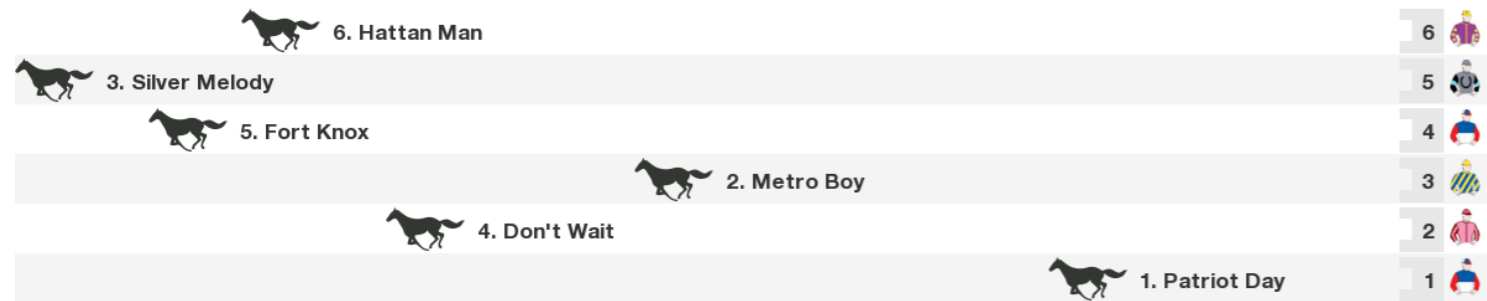 6. Hattan Man 6
3. Silver Melody 5
5. Fort Knox 4
2. Metro Boy 3
4. Don't Wait 2
1. Patriot Day 1